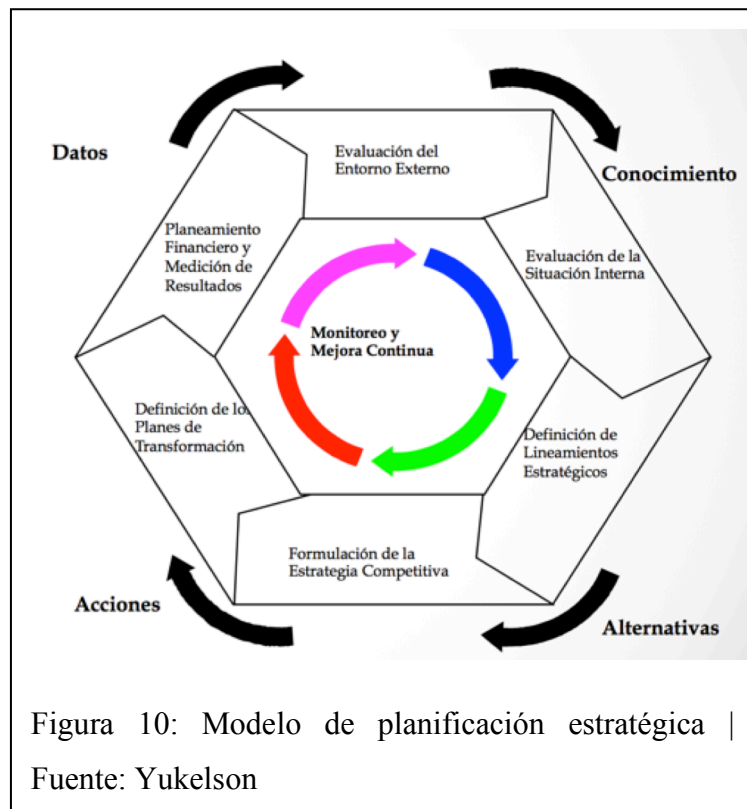 Datos
Evaluación del
Entorno Externo
Conocimiento
Planeamiento
Financiero y
Medición de
Resultados
Evaluación de la
Situación Interna
Monitoreo y
Mejora Continua
Definición de los
Planes de
Transformación
Definición de
Lineamientos
Estratégicos
Formulación de la
Estrategia Competitiva
Acciones
Alternativas
Figura 10: Modelo de planificación estratégica |
Fuente: Yukelson